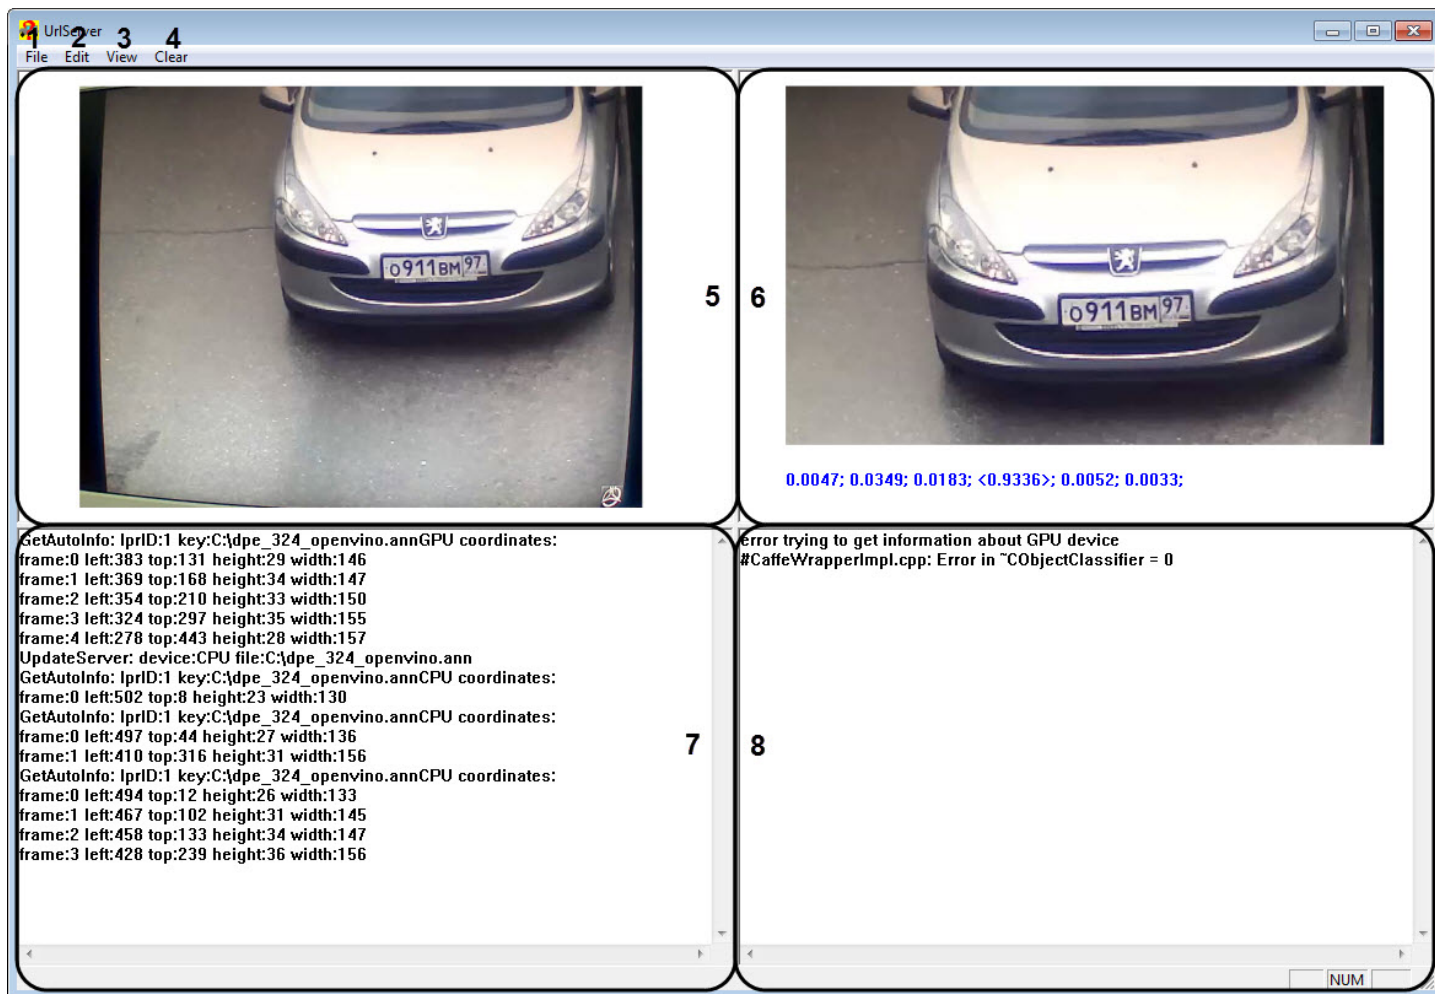 UrlServer
1 2 3 4
File Edit View Clear
О911ВМ 97
5
О911ВМ 97
6
0.0047; 0.0349; 0.0183; <0.9336>; 0.0052; 0.0033;
GetAutoInfo: lprID:1 key:C:\dpe_324_openvino.annGPU coordinates:
frame:0 left:383 top:131 height:29 width:146
frame:1 left:369 top:168 height:34 width:147
frame:2 left:354 top:210 height:33 width:150
frame:3 left:324 top:297 height:35 width:155
frame:4 left:278 top:443 height:28 width:157
UpdateServer: device:CPU file:C:\dpe_324_openvino.ann
GetAutoInfo: lprID:1 key:C:\dpe_324_openvino.annCPU coordinates:
frame:0 left:502 top:8 height:23 width:130
GetAutoInfo: lprID:1 key:C:\dpe_324_openvino.annCPU coordinates:
frame:0 left:497 top:44 height:27 width:136
frame:1 left:410 top:316 height:31 width:156
GetAutoInfo: lprID:1 key:C:\dpe_324_openvino.annCPU coordinates:
frame:0 left:494 top:12 height:26 width:133
frame:1 left:467 top:102 height:31 width:145
frame:2 left:458 top:133 height:34 width:147
frame:3 left:428 top:239 height:36 width:156
7
error trying to get information about GPU device
#CaffeWrapperImpl.cpp: Error in ~CObjectClassifier = 0
8
NUM